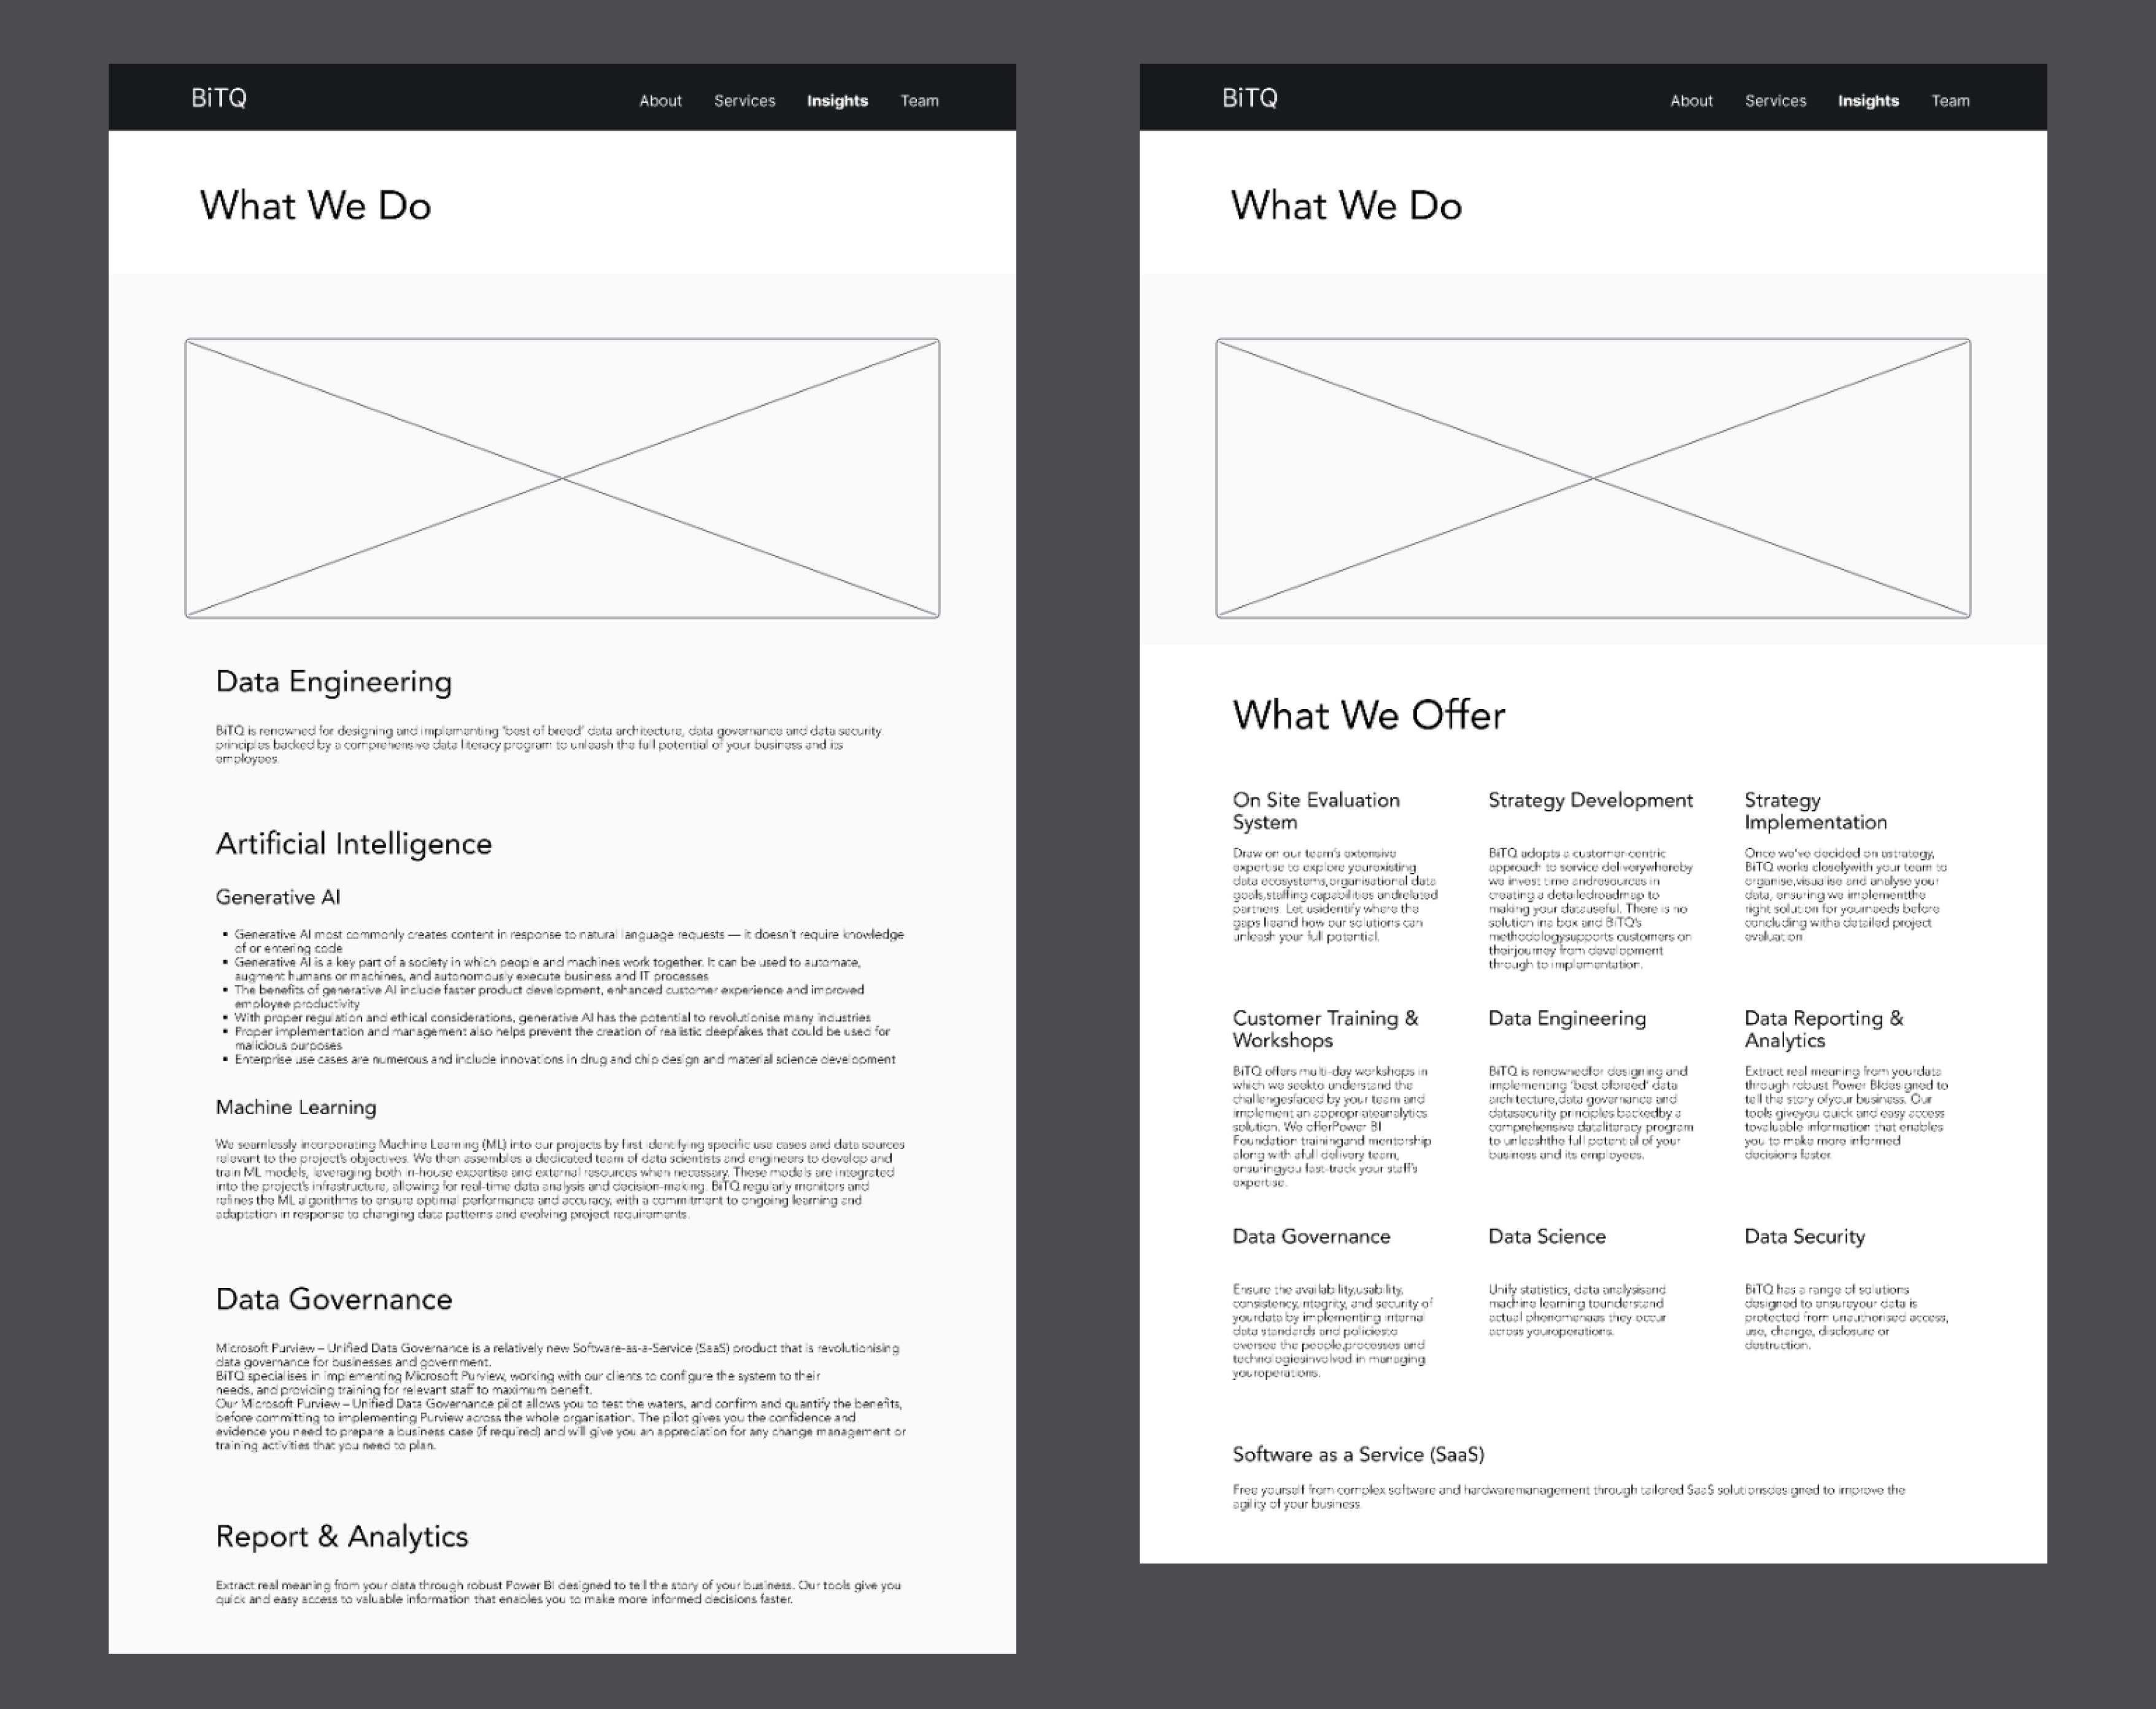 BiTQ
About Services Insights Team
What We Do
Data Engineering
BiTQ is renowned for designing and implementing 'best of breed' data architecture, data governance and data security
principles backed by a comprehensive data literacy program to unleash the full potential of your business and its
employees.
Artificial Intelligence
Generative AI
▪ Generative AI most commonly creates content in response to natural language requests — it doesn't require knowledge
of or entering code
▪ Generative AI is a key part of a society in which people and machines work together. It can be used to automate,
augment humans or machines, and autonomously execute business and IT processes
▪ The benefits of generative AI include faster product development, enhanced customer experience and improved
employee productivity
▪ With proper regulation and ethical considerations, generative AI has the potential to revolutionise many industries
▪ Proper implementation and management also helps prevent the creation of realistic deepfakes that could be used for
malicious purposes
▪ Enterprise use cases are numerous and include innovations in drug and chip design and material science development
Machine Learning
We seamlessly incorporating Machine Learning (ML) into our projects by first identifying specific use cases and data sources
relevant to the project's objectives. We then assembles a dedicated team of data scientists and engineers to develop and
train ML models, leveraging both in-house expertise and external resources when necessary. These models are integrated
into the project's infrastructure, allowing for real-time data analysis and decision-making. BiTQ regularly monitors and
refines the ML algorithms to ensure optimal performance and accuracy, with a commitment to ongoing learning and
adaptation in response to changing data patterns and evolving project requirements.
Data Governance
Microsoft Purview – Unified Data Governance is a relatively new Software-as-a-Service (SaaS) product that is revolutionising
data governance for businesses and government.
BiTQ specialises in implementing Microsoft Purview, working with our clients to configure the system to their
needs, and providing training for relevant staff to maximum benefit.
Our Microsoft Purview – Unified Data Governance pilot allows you to test the waters, and confirm and quantify the benefits,
before committing to implementing Purview across the whole organisation. The pilot gives you the confidence and
evidence you need to prepare a business case (if required) and will give you an appreciation for any change management or
training activities that you need to plan.
Report & Analytics
Extract real meaning from your data through robust Power BI designed to tell the story of your business. Our tools give you
quick and easy access to valuable information that enables you to make more informed decisions faster.
BiTQ
About Services Insights Team
What We Do
What We Offer
On Site Evaluation
System
Draw on our team's extensive
expertise to explore yourexisting
data ecosystems,organisational data
goals,staffing capabilities andrelated
partners. Let usidentify where the
gaps lieand how our solutions can
unleash your full potential.
Strategy Development
BiTQ adopts a customer-centric
approach to service deliverywhereby
we invest time andresources in
creating a detailedroadmap to
making your datauseful. There is no
solution ina box and BiTQ's
methodologysupports customers on
theirjourney from development
through to implementation.
Strategy
Implementation
Once we've decided on astrategy,
BiTQ works closelywith your team to
organise,visualise and analyse your
data, ensuring we implementthe
right solution for yourneeds before
concluding witha detailed project
evaluation.
Customer Training &
Workshops
BiTQ offers multi-day workshops in
which we seekto understand the
challengesfaced by your team and
implement an appropriateanalytics
solution. We offerPower BI
Foundation trainingand mentorship
along with afull delivery team,
ensuringyou fast-track your staff's
expertise.
Data Engineering
BiTQ is renownedfor designing and
implementing 'best ofbreed' data
architecture,data governance and
datasecurity principles backedby a
comprehensive dataliteracy program
to unleashthe full potential of your
business and its employees.
Data Reporting &
Analytics
Extract real meaning from yourdata
through robust Power BIdesigned to
tell the story ofyour business. Our
tools giveyou quick and easy access
tovaluable information that enables
you to make more informed
decisions faster.
Data Governance
Ensure the availability,usability,
consistency,integrity, and security of
yourdata by implementing internal
data standards and policiesto
oversee the people,processes and
technologiesinvolved in managing
youroperations.
Data Science
Unify statistics, data analysisand
machine learning tounderstand
actual phenomenaas they occur
across youroperations.
Data Security
BiTQ has a range of solutions
designed to ensureyour data is
protected from unauthorised access,
use, change, disclosure or
destruction.
Software as a Service (SaaS)
Free yourself from complex software and hardwaremanagement through tailored SaaS solutionsdesigned to improve the
agility of your business.